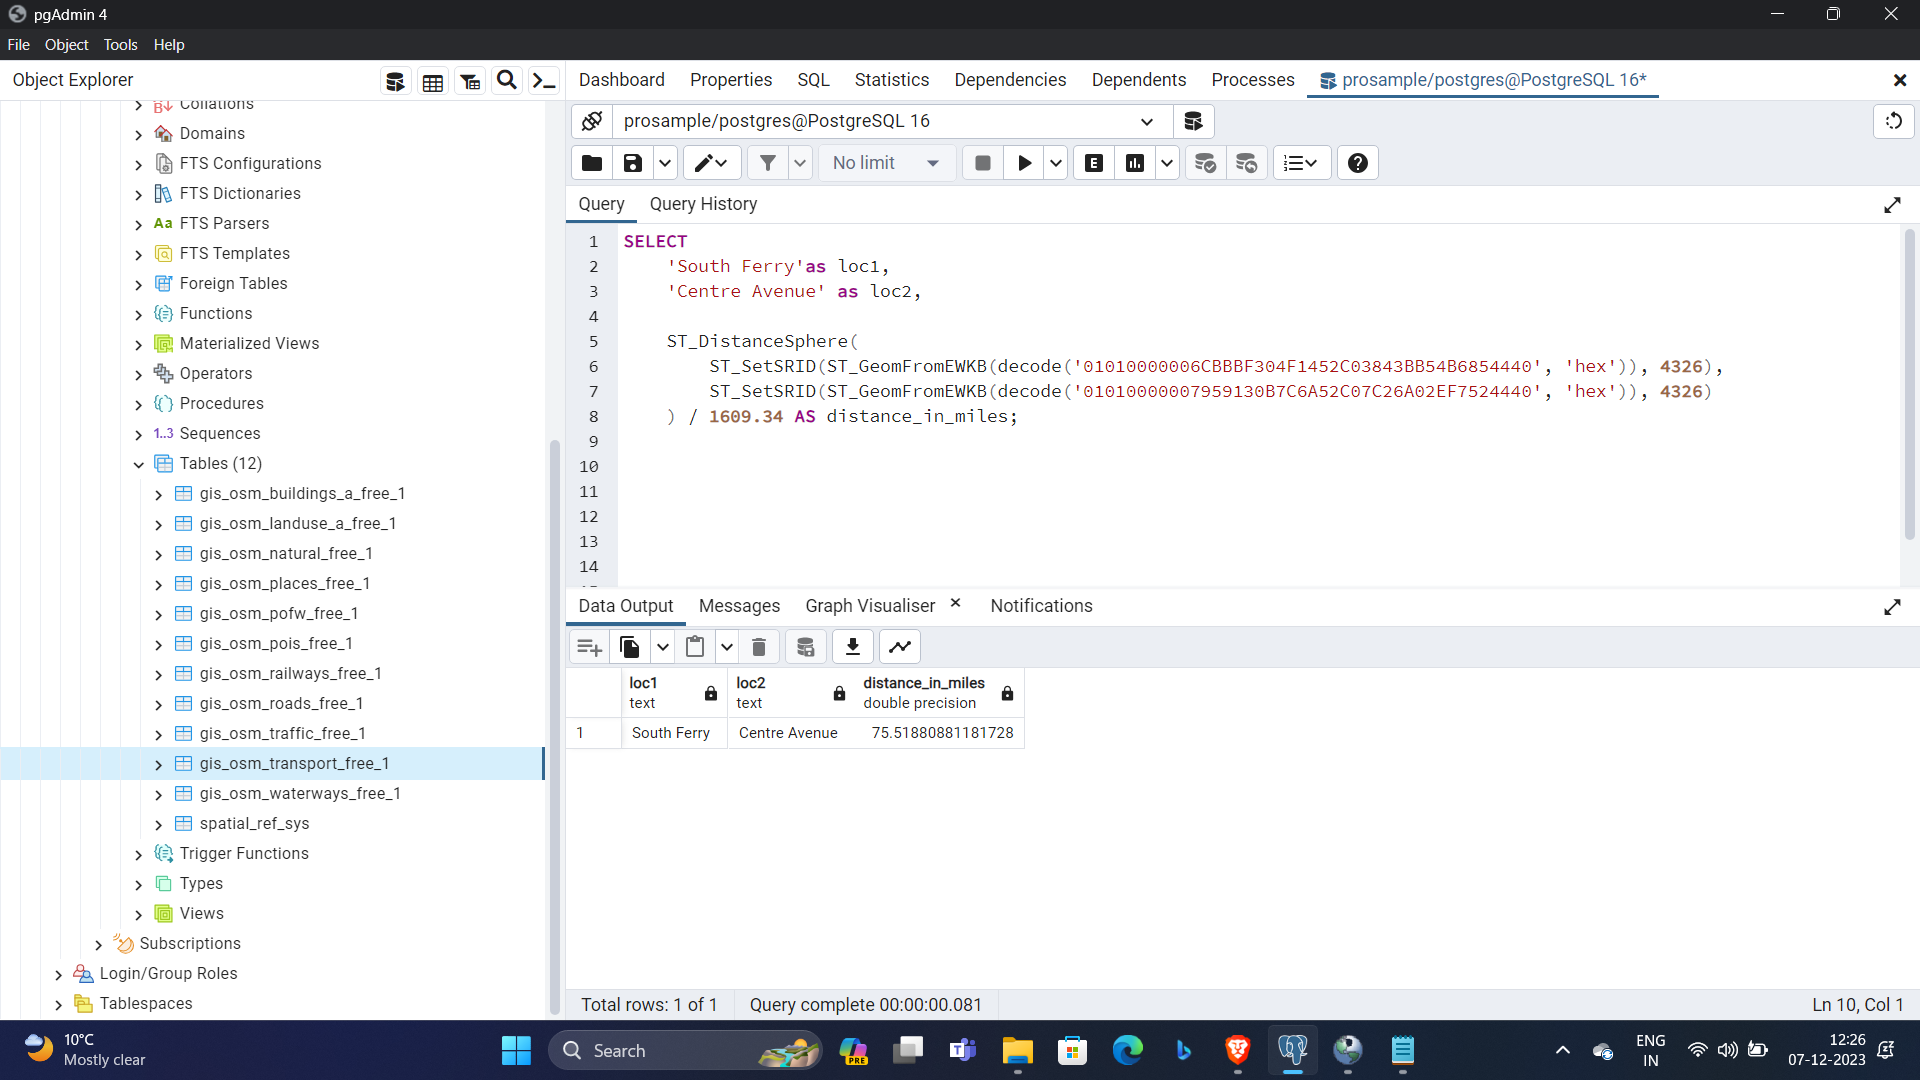 pgAdmin 4
File Object Tools Help
Object Explorer
Dashboard Properties SQL Statistics Dependencies Dependents Processes prosample/postgres@PostgreSQL 16*
Collations
Domains
FTS Configurations
FTS Dictionaries
Aa FTS Parsers
FTS Templates
Foreign Tables
Functions
Materialized Views
Operators
Procedures
1..3 Sequences
Tables (12)
gis_osm_buildings_a_free_1
gis_osm_landuse_a_free_1
gis_osm_natural_free_1
gis_osm_places_free_1
gis_osm_pofw_free_1
gis_osm_pois_free_1
gis_osm_railways_free_1
gis_osm_roads_free_1
gis_osm_traffic_free_1
gis_osm_transport_free_1
gis_osm_waterways_free_1
spatial_ref_sys
Trigger Functions
Types
Views
Subscriptions
Login/Group Roles
Tablespaces
prosample/postgres@PostgreSQL 16
No limit E
Query Query History
1 SELECT
2 'South Ferry'as loc1,
3 'Centre Avenue' as loc2,
4
5 ST_DistanceSphere(
6 ST_SetSRID(ST_GeomFromEWKB(decode('01010000006CBBBF304F1452C03843BB54B6854440', 'hex')), 4326),
7 ST_SetSRID(ST_GeomFromEWKB(decode('01010000007959130B7C6A52C07C26A02EF7524440', 'hex')), 4326)
8 ) / 1609.34 AS distance_in_miles;
9
10
11
12
13
14
Data Output Messages Graph Visualiser Notifications
loc1 loc2 distance_in_miles
text text double precision
1 South Ferry Centre Avenue 75.51880881181728
Total rows: 1 of 1 Query complete 00:00:00.081 Ln 10, Col 1
10°C
Mostly clear
Search
PRE
ENG
IN
12:26
07-12-2023